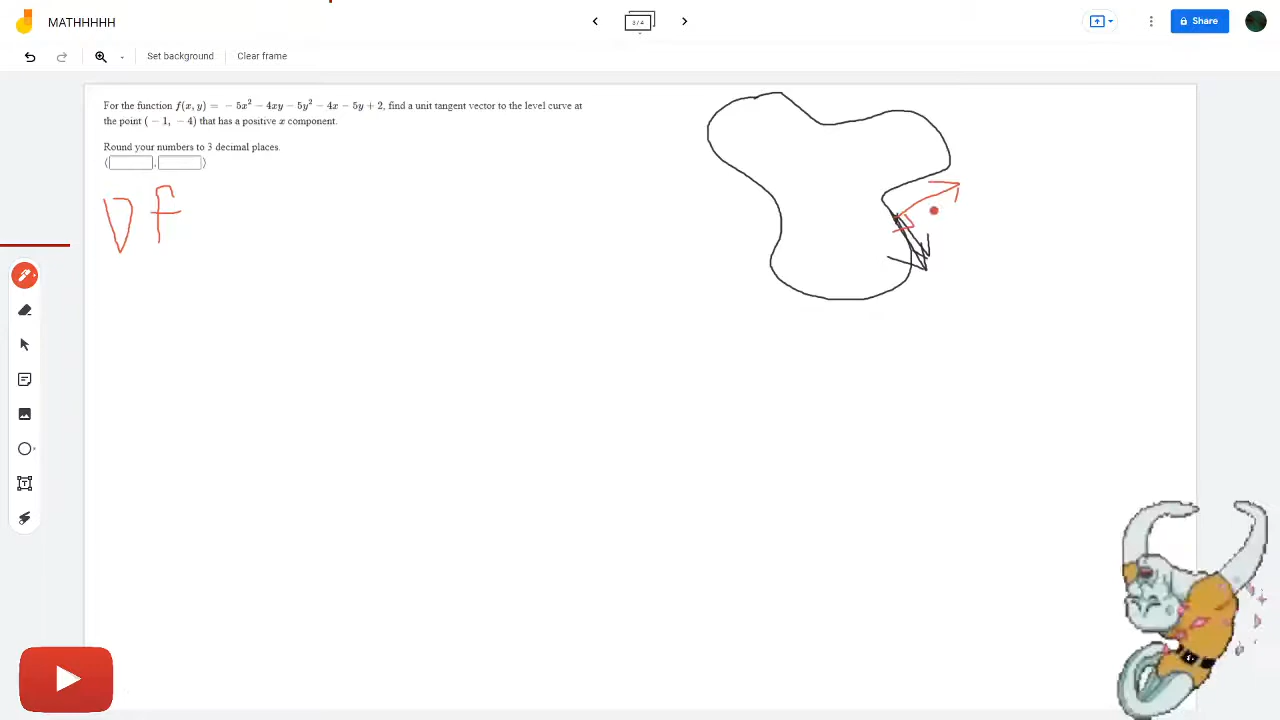 MATHHHHH
3 / 4
Share
Set background
Clear frame
For the function f(x, y) = − 5x² − 4xy − 5y² − 4x − 5y + 2, find a unit tangent vector to the level curve at
the point ( − 1, − 4) that has a positive x component.
Round your numbers to 3 decimal places.
( , )
∇ f